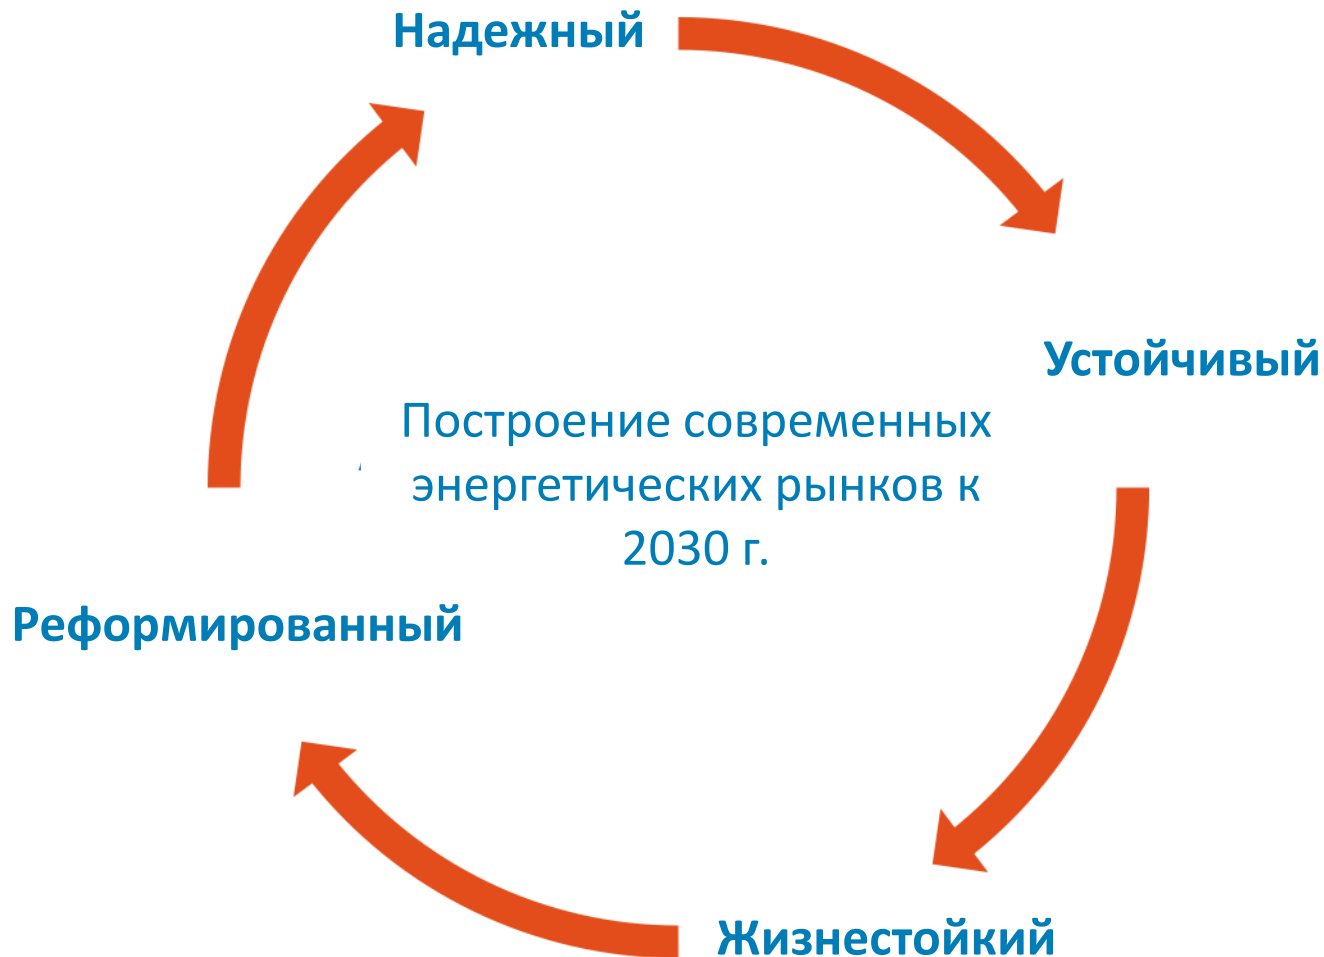 Надежный
Устойчивый
Построение современных
энергетических рынков к
2030 г.
Реформированный
Жизнестойкий